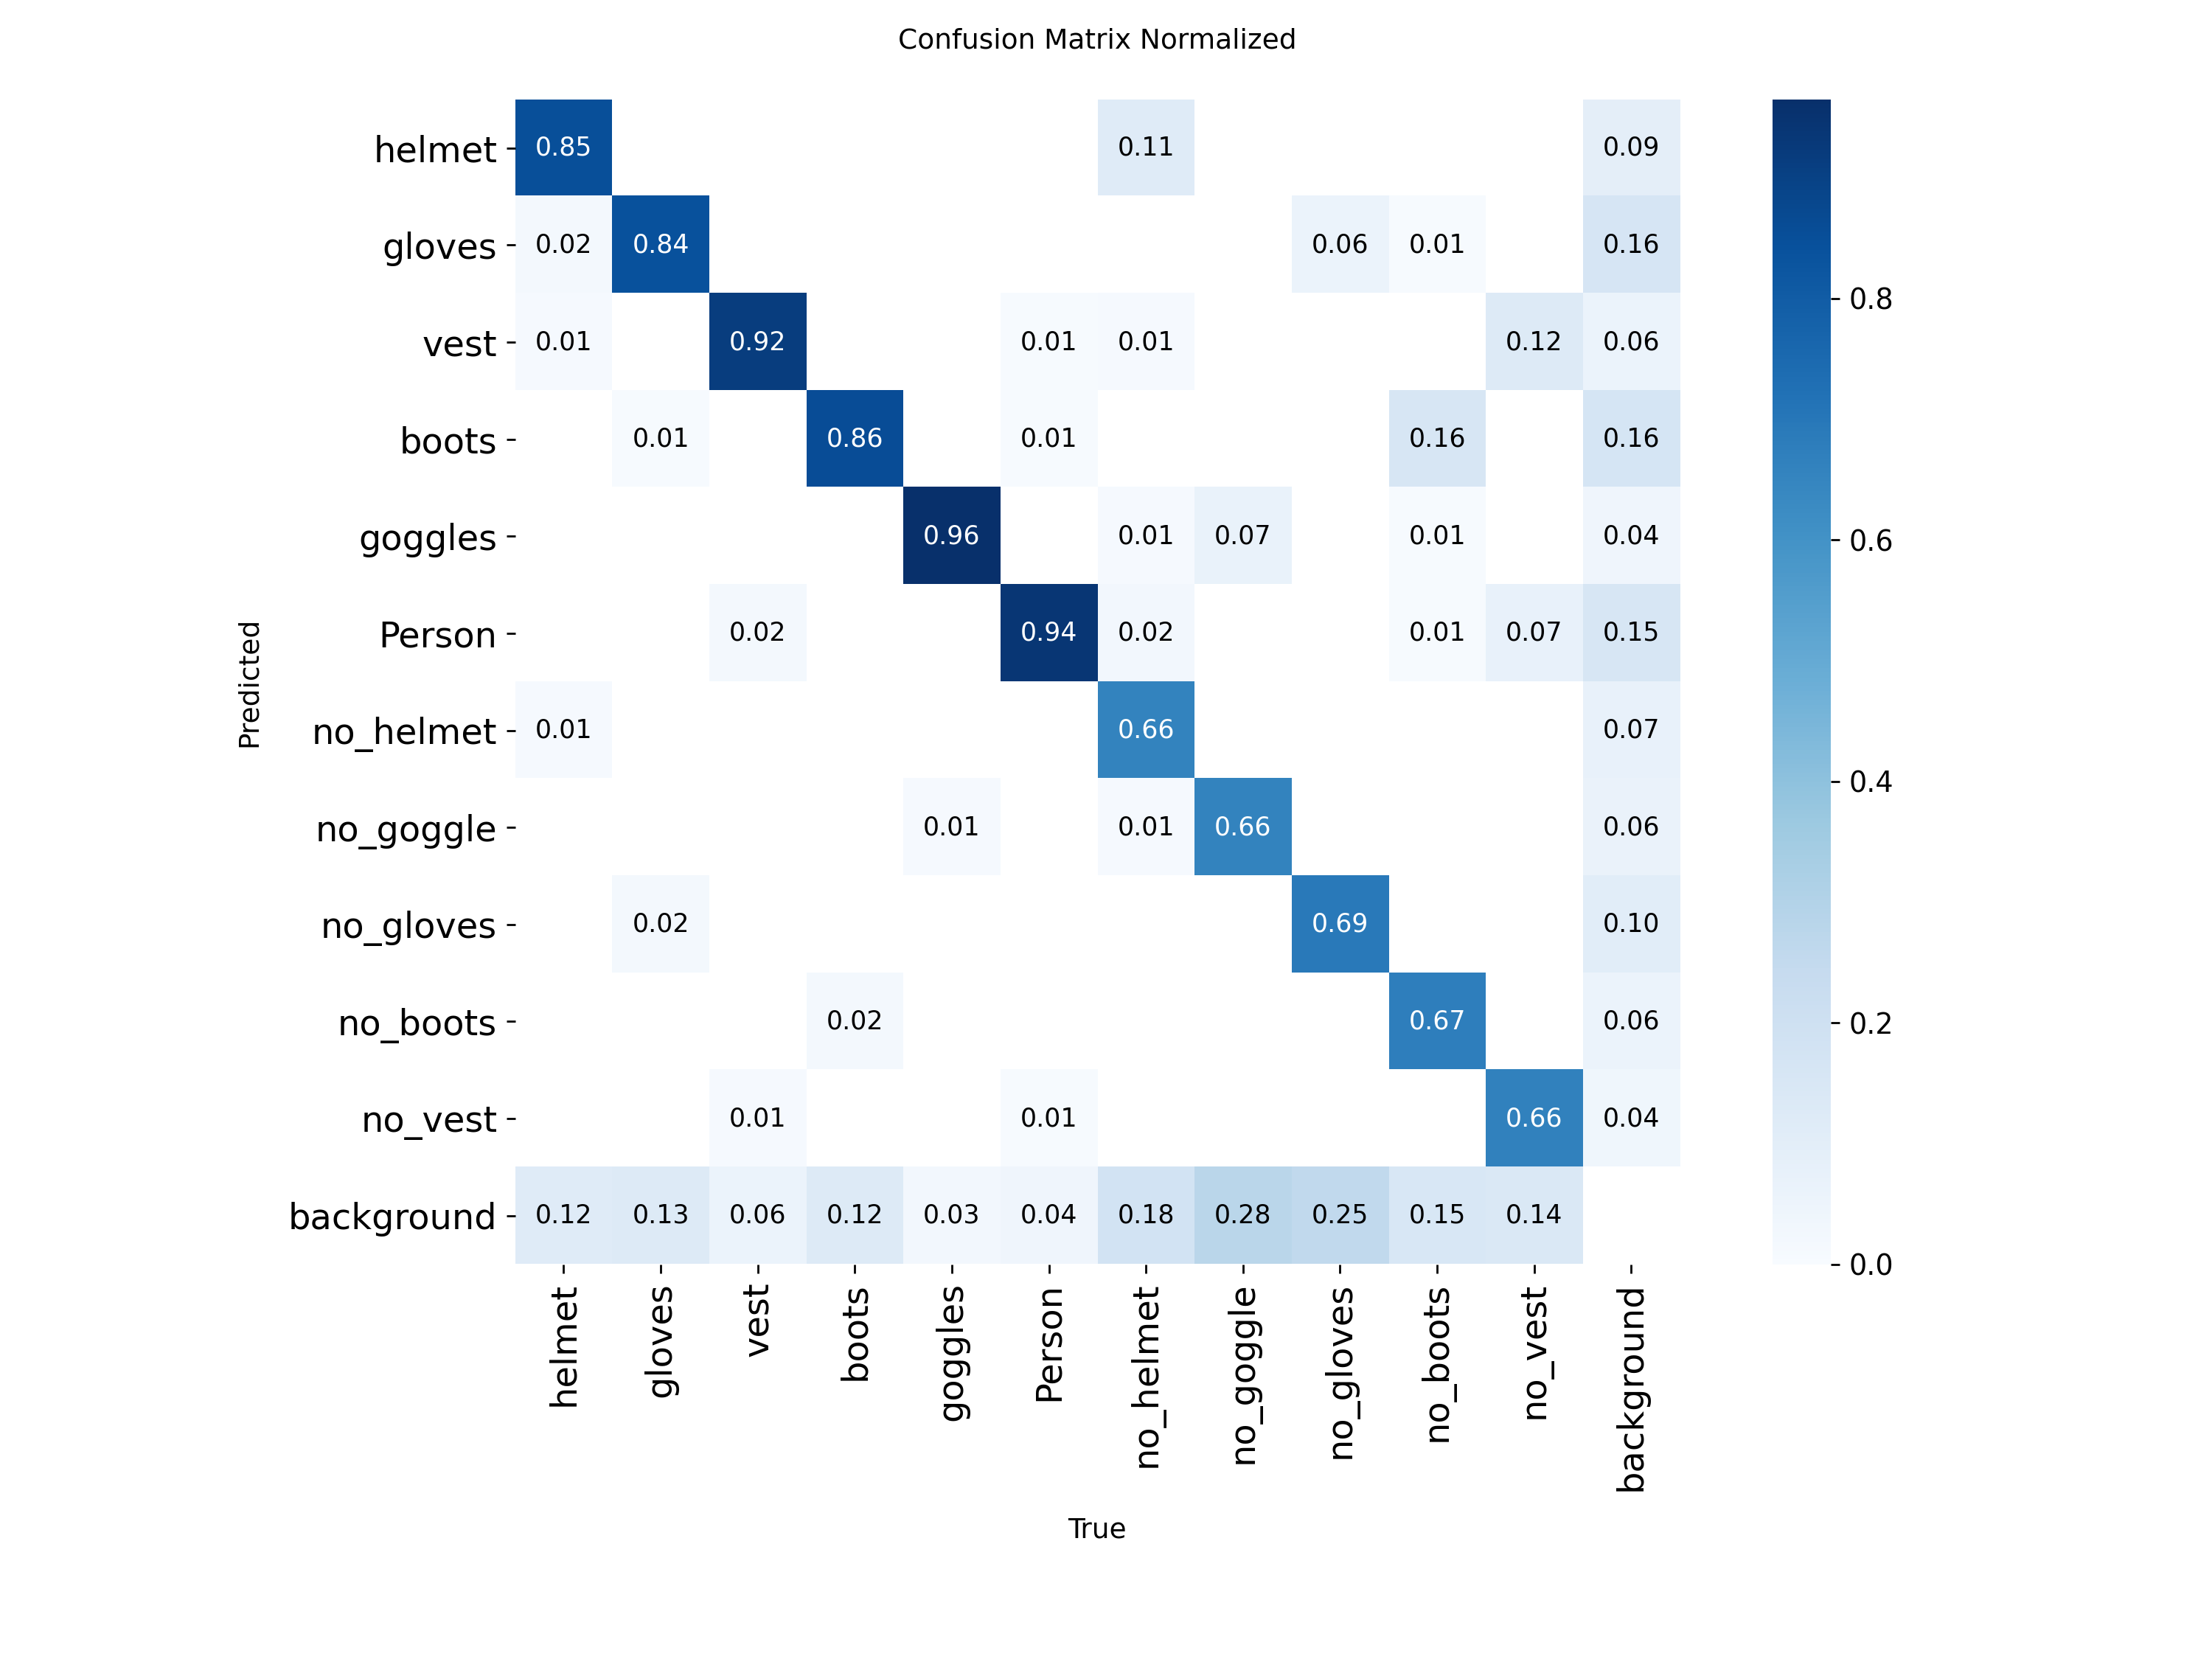 Confusion Matrix Normalized
helmet 0.85 0.11 0.09
gloves 0.02 0.84 0.06 0.01 0.16
vest 0.01 0.92 0.01 0.01 0.12 0.06
boots 0.01 0.86 0.01 0.16 0.16
goggles 0.96 0.01 0.07 0.01 0.04
Person 0.02 0.94 0.02 0.01 0.07 0.15
no_helmet 0.01 0.66 0.07
no_goggle 0.01 0.01 0.66 0.06
no_gloves 0.02 0.69 0.10
no_boots 0.02 0.67 0.06
no_vest 0.01 0.01 0.66 0.04
background 0.12 0.13 0.06 0.12 0.03 0.04 0.18 0.28 0.25 0.15 0.14
Predicted
helmet
gloves
vest
boots
goggles
Person
no_helmet
no_goggle
no_gloves
no_boots
no_vest
background
True
0.8
0.6
0.4
0.2
0.0